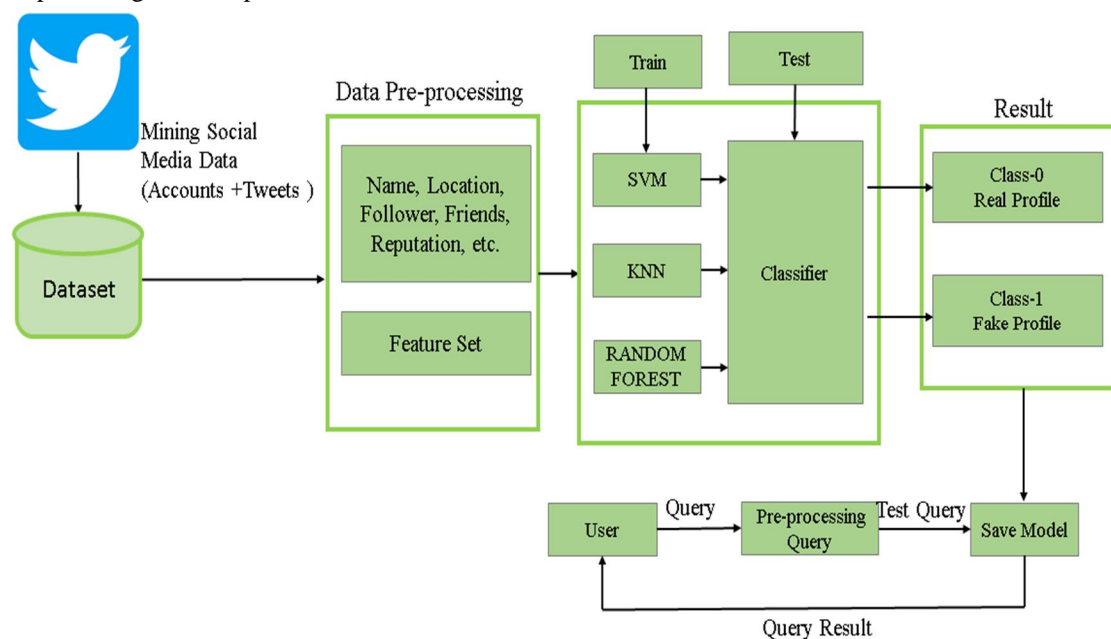 Mining Social
Media Data
(Accounts +Tweets )
Dataset
Data Pre-processing
Name, Location,
Follower, Friends,
Reputation, etc.
Feature Set
Train
Test
SVM
KNN
RANDOM
FOREST
Classifier
Result
Class-0
Real Profile
Class-1
Fake Profile
User
Query
Pre-processing
Query
Test Query
Save Model
Query Result